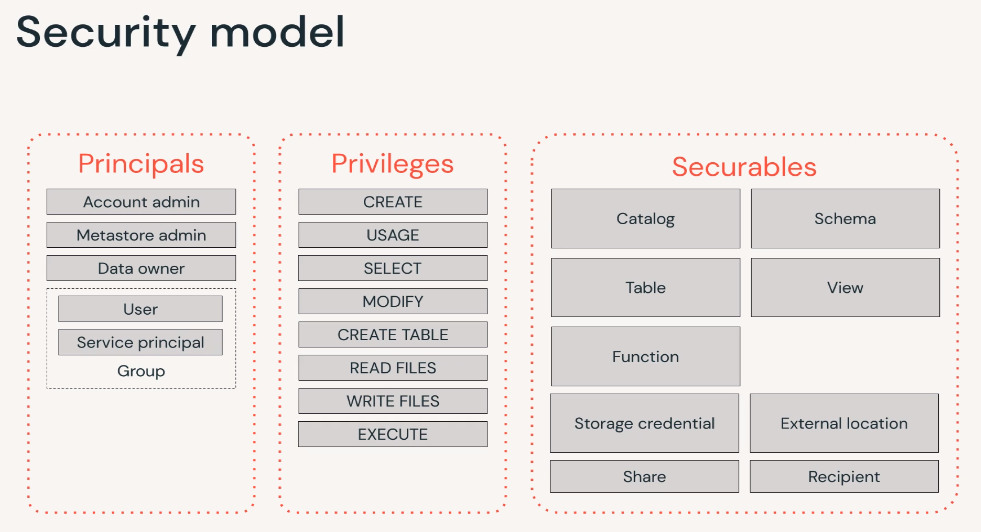 Security model
Principals
Account admin
Metastore admin
Data owner
User
Service principal
Group
Privileges
CREATE
USAGE
SELECT
MODIFY
CREATE TABLE
READ FILES
WRITE FILES
EXECUTE
Securables
Catalog
Schema
Table
View
Function
Storage credential
External location
Share
Recipient